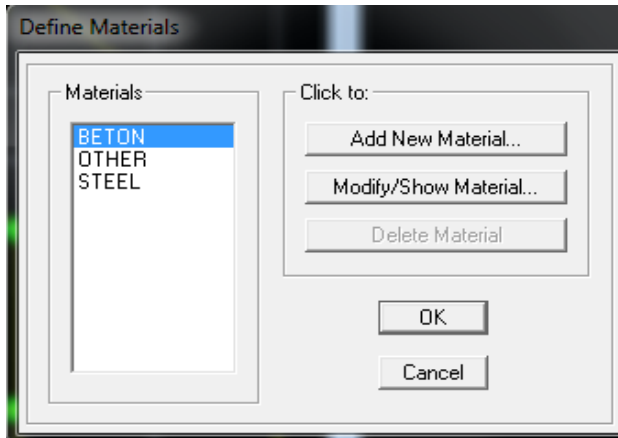 Define Materials
Materials
BETON
OTHER
STEEL
Click to:
Add New Material...
Modify/Show Material...
Delete Material
OK
Cancel